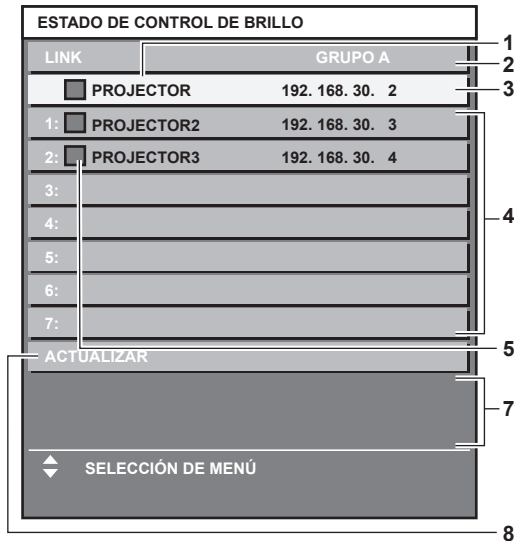 ESTADO DE CONTROL DE BRILLO
LINK GRUPO A
PROJECTOR 192. 168. 30. 2
1: PROJECTOR2 192. 168. 30. 3
2: PROJECTOR3 192. 168. 30. 4
3:
4:
5:
6:
7:
ACTUALIZAR
SELECCIÓN DE MENÚ
1
2
3
4
5
7
8